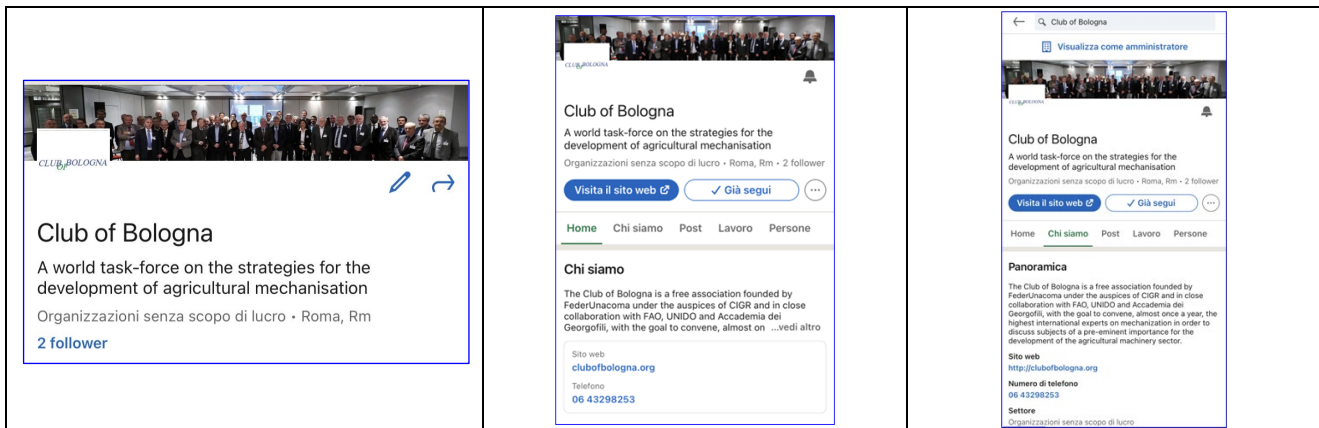 CLUB of BOLOGNA
Club of Bologna
A world task-force on the strategies for the
development of agricultural mechanisation
Organizzazioni senza scopo di lucro • Roma, Rm
2 follower
CLUB of BOLOGNA
Club of Bologna
A world task-force on the strategies for the
development of agricultural mechanisation
Organizzazioni senza scopo di lucro • Roma, Rm • 2 follower
Visita il sito web
Già segui
Home Chi siamo Post Lavoro Persone
Chi siamo
The Club of Bologna is a free association founded by
FederUnacoma under the auspices of CIGR and in close
collaboration with FAO, UNIDO and Accademia dei
Georgofili, with the goal to convene, almost on ...vedi altro
Sito web
clubofbologna.org
Telefono
06 43298253
Club of Bologna
Visualizza come amministratore
CLUB of BOLOGNA
Club of Bologna
A world task-force on the strategies for the
development of agricultural mechanisation
Organizzazioni senza scopo di lucro • Roma, Rm • 2 follower
Visita il sito web
Già segui
Home Chi siamo Post Lavoro Persone
Panoramica
The Club of Bologna is a free association founded by
FederUnacoma under the auspices of CIGR and in close
collaboration with FAO, UNIDO and Accademia dei
Georgofili, with the goal to convene, almost once a year, the
highest international experts on mechanization in order to
discuss subjects of a pre-eminent importance for the
development of the agricultural machinery sector.
Sito web
http://clubofbologna.org
Numero di telefono
06 43298253
Settore
Organizzazioni senza scopo di lucro